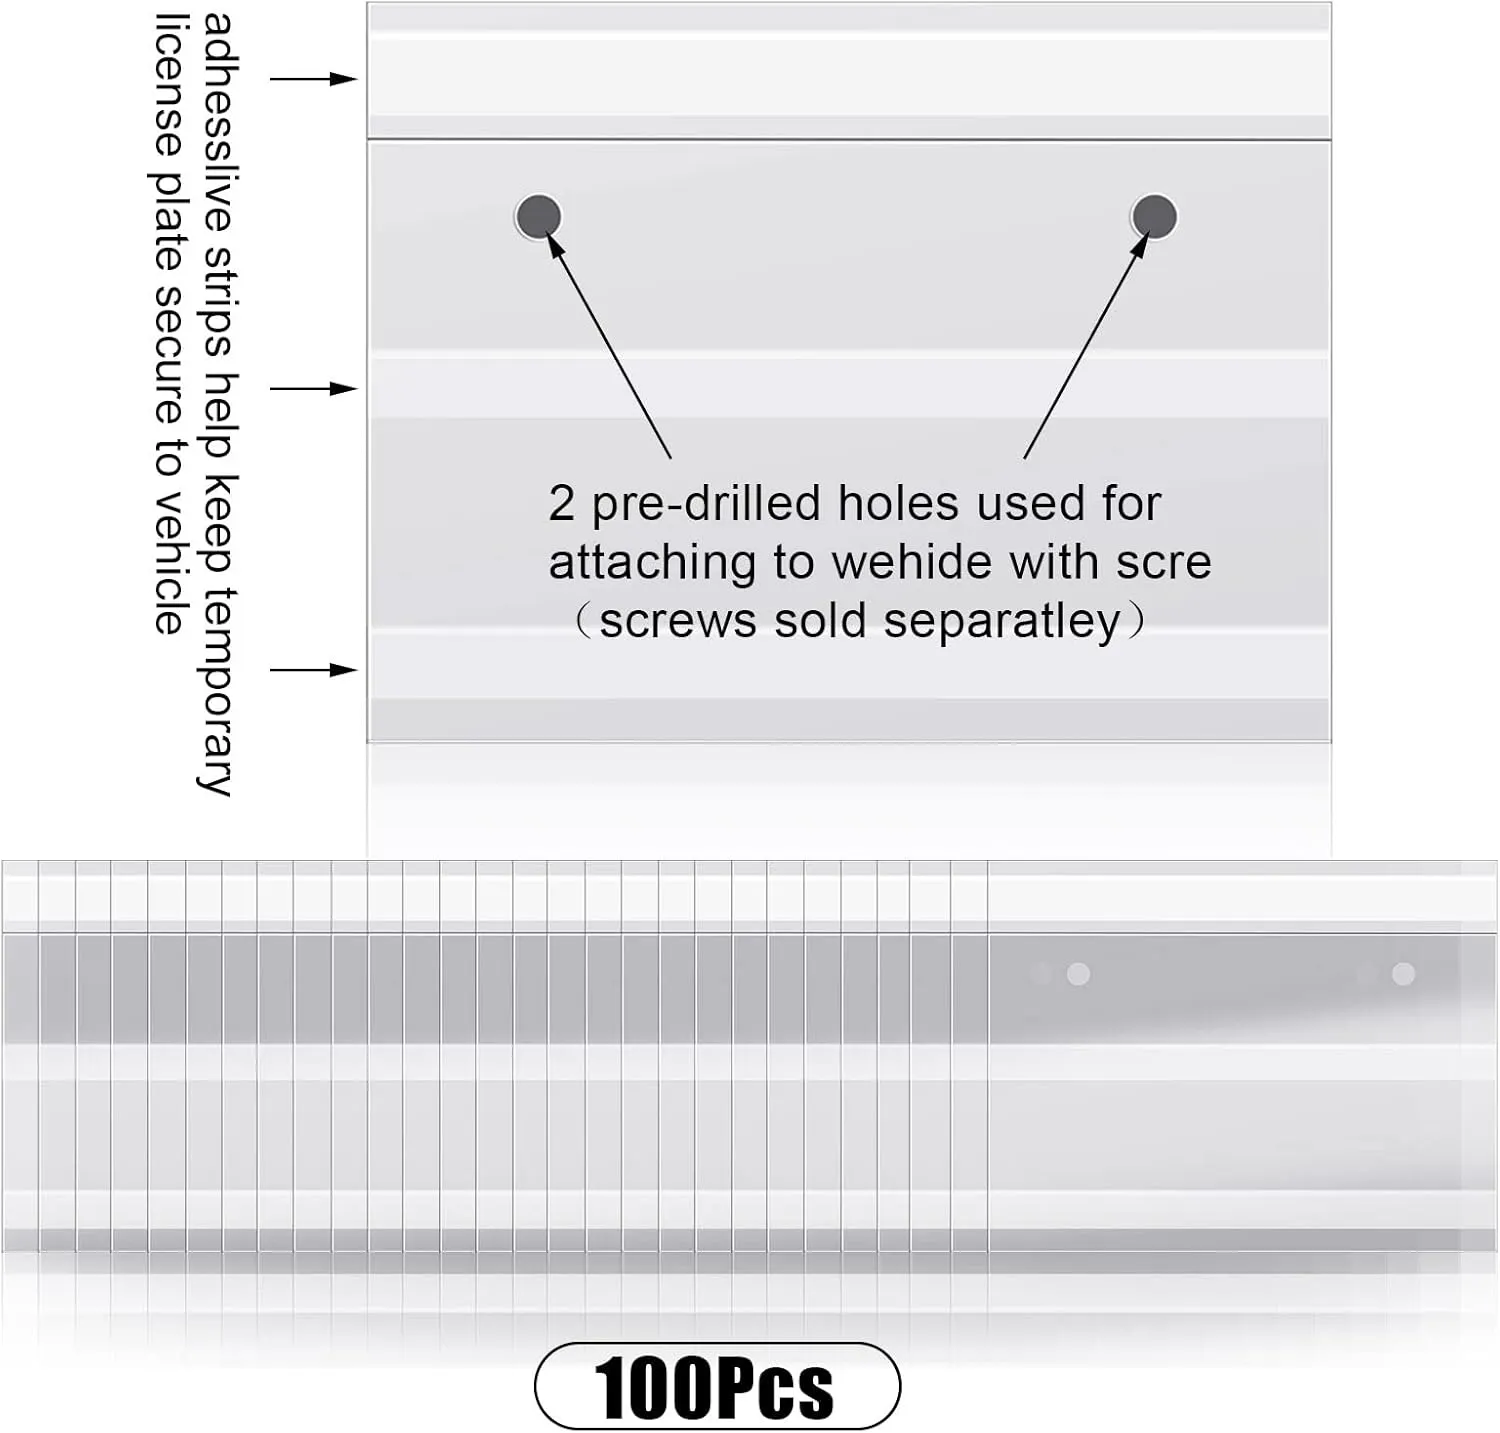 adhesslive strips help keep temporary
license plate secure to vehicle
2 pre-drilled holes used for
attaching to wehide with scre
（screws sold separatley）
100Pcs